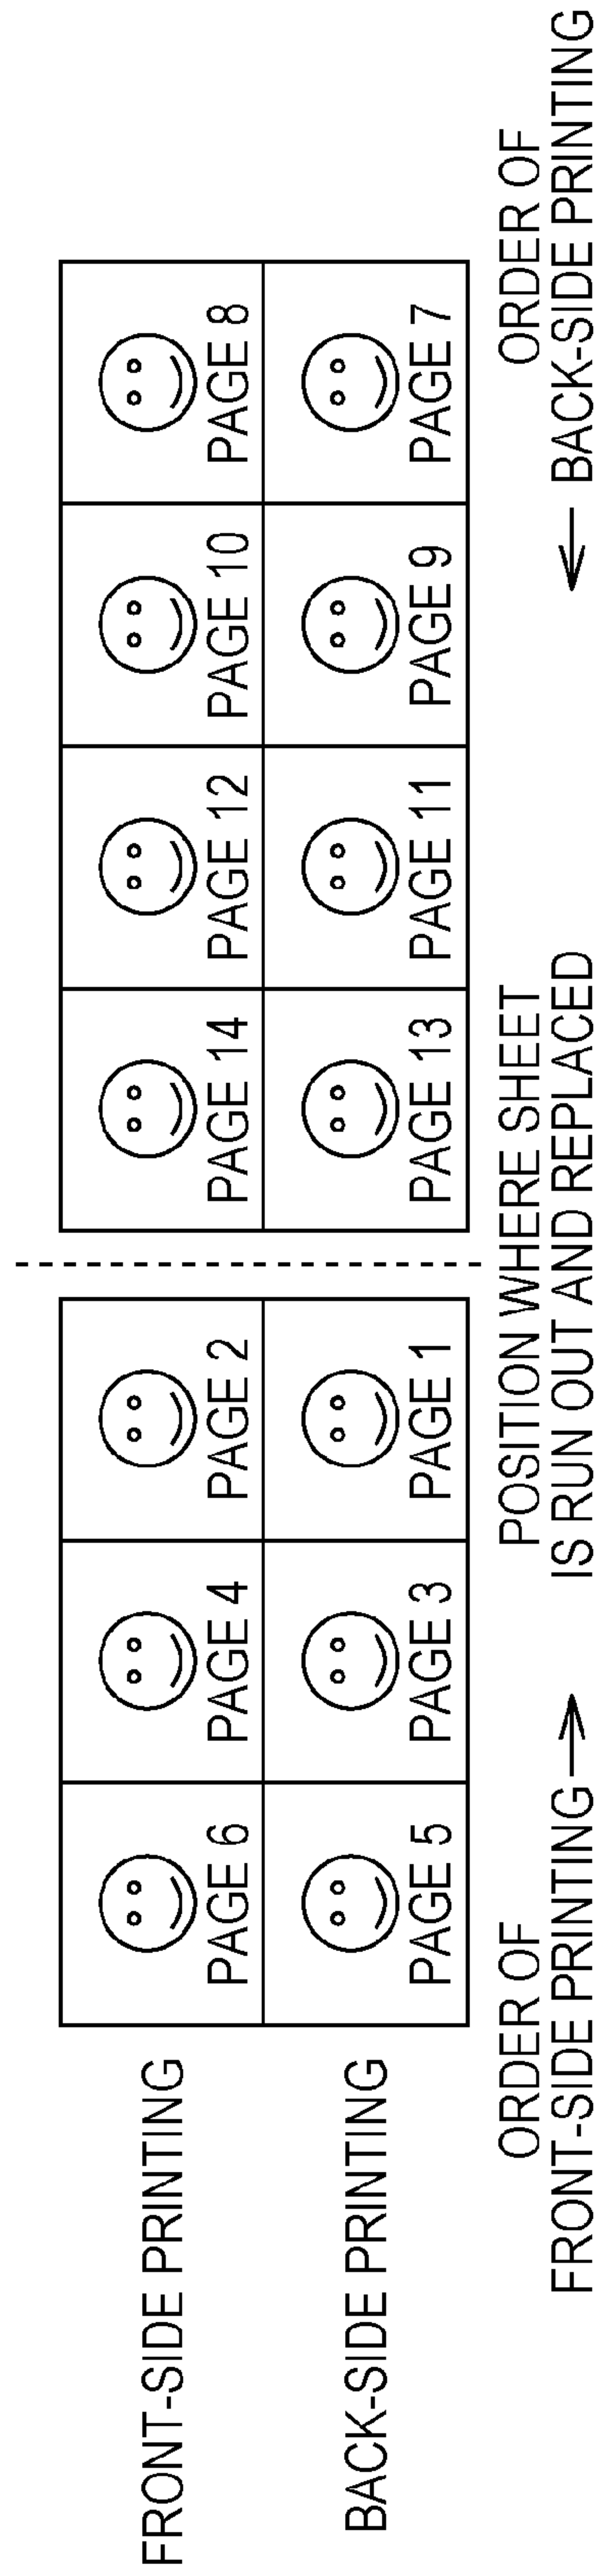 FRONT-SIDE PRINTING
PAGE 6
PAGE 4
PAGE 2
PAGE 14
PAGE 12
PAGE 10
PAGE 8
BACK-SIDE PRINTING
PAGE 5
PAGE 3
PAGE 1
PAGE 13
PAGE 11
PAGE 9
PAGE 7
ORDER OF
FRONT-SIDE PRINTING →
POSITION WHERE SHEET
IS RUN OUT AND REPLACED
ORDER OF
← BACK-SIDE PRINTING